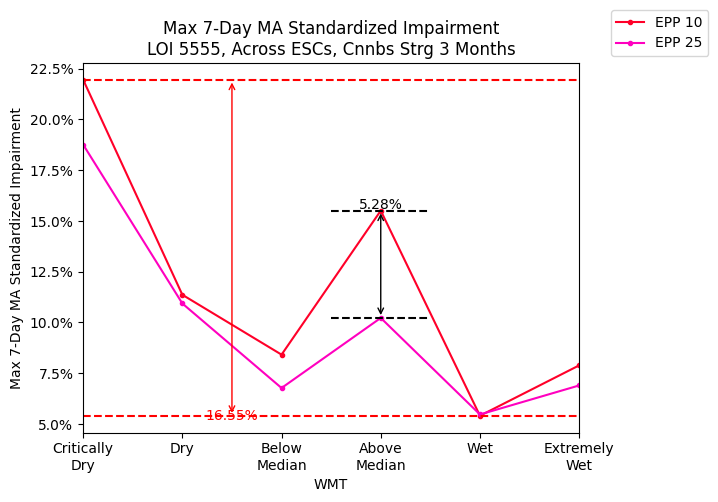 Max 7-Day MA Standardized Impairment
LOI 5555, Across ESCs, Cnnbs Strg 3 Months
EPP 10
EPP 25
Max 7-Day MA Standardized Impairment
22.5%
20.0%
17.5%
15.0%
12.5%
10.0%
7.5%
5.0%
5.28%
16.55%
Critically
Dry
Dry
Below
Median
Above
Median
Wet
Extremely
Wet
WMT